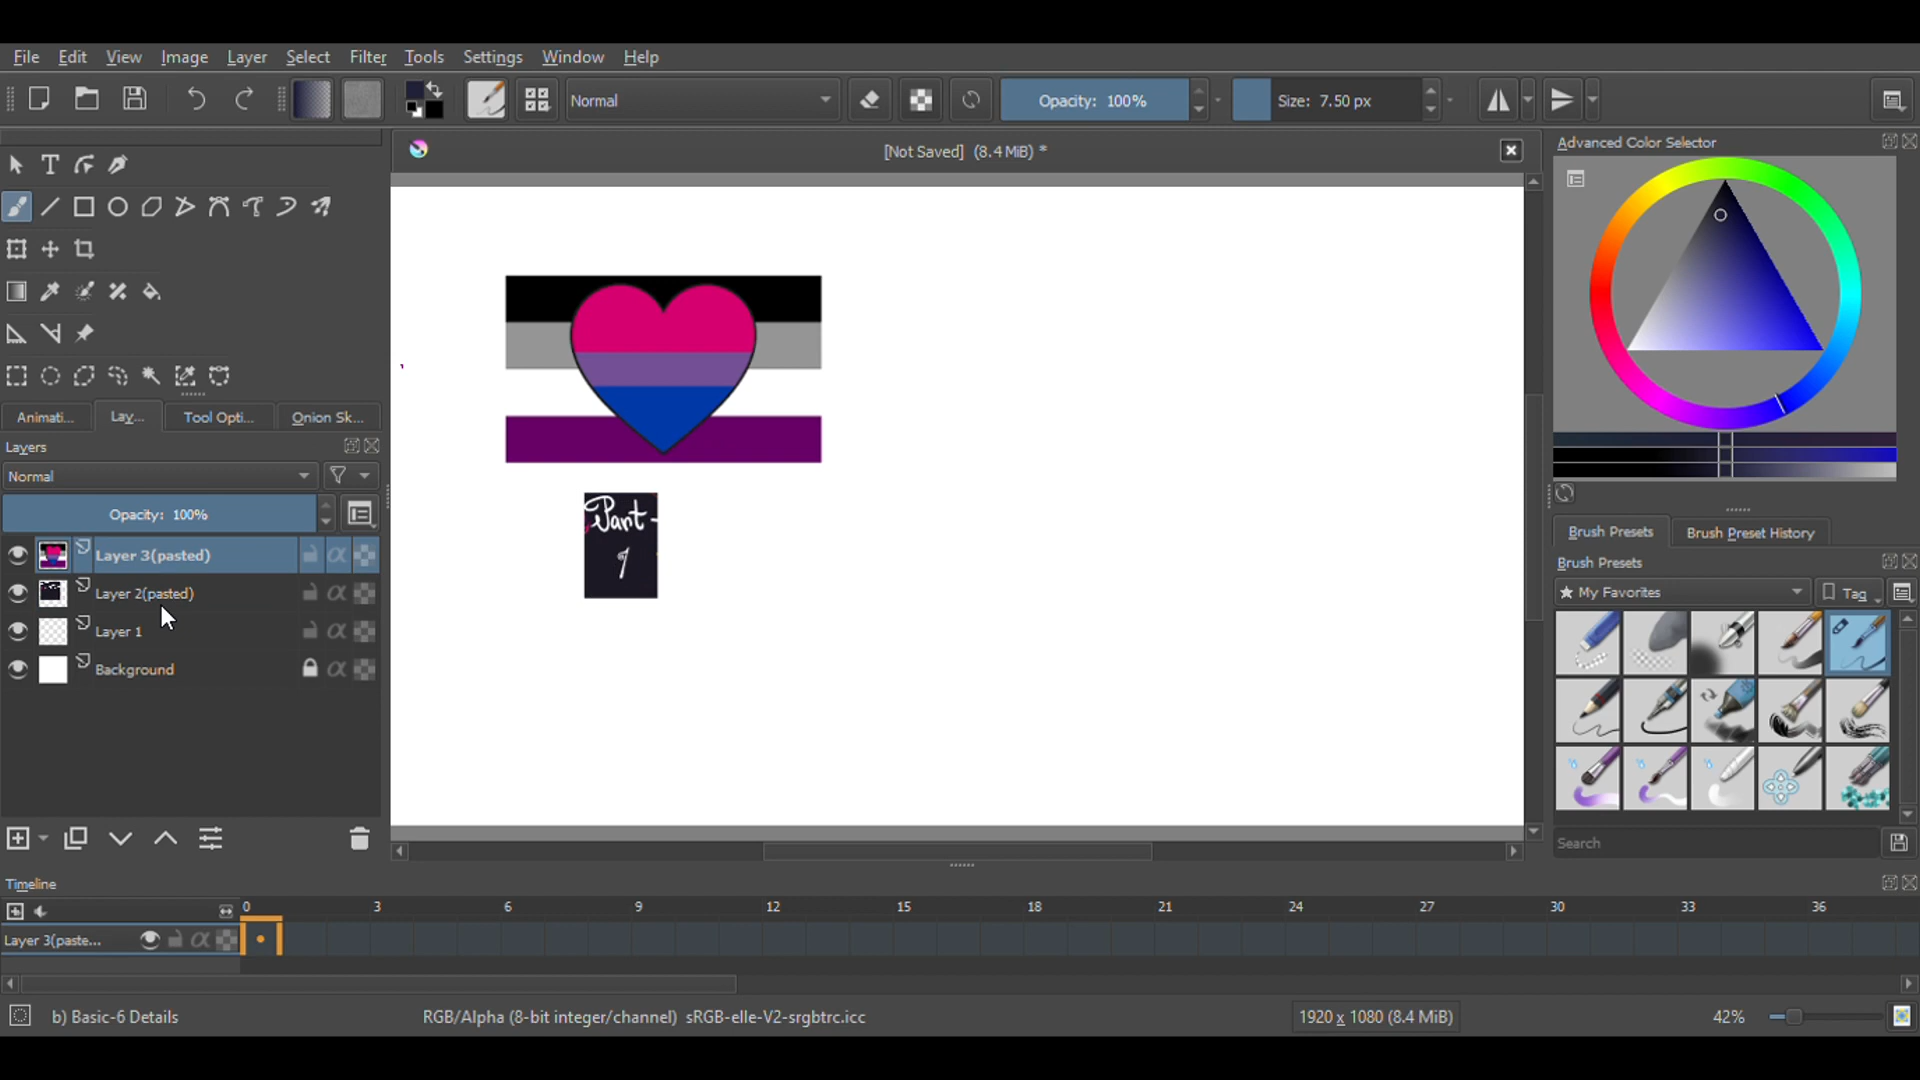 File Edit View Image Layer Select Filter Tools Settings Window Help
Normal Opacity: 100% Size: 7.50 px
[Not Saved] (8.4 MiB) *
Advanced Color Selector
Animati... Lay... Tool Opti... Onion Sk...
Layers
Normal
Opacity: 100%
Layer 3(pasted)
Layer 2(pasted)
Layer 1
Background
Part -
1
Brush Presets Brush Preset History
Brush Presets
★ My Favorites Tag
Search
Timeline
0 3 6 9 12 15 18 21 24 27 30 33 36
Layer 3(paste...
b) Basic-6 Details RGB/Alpha (8-bit integer/channel) sRGB-elle-V2-srgbtrc.icc 1920 x 1080 (8.4 MiB) 42%